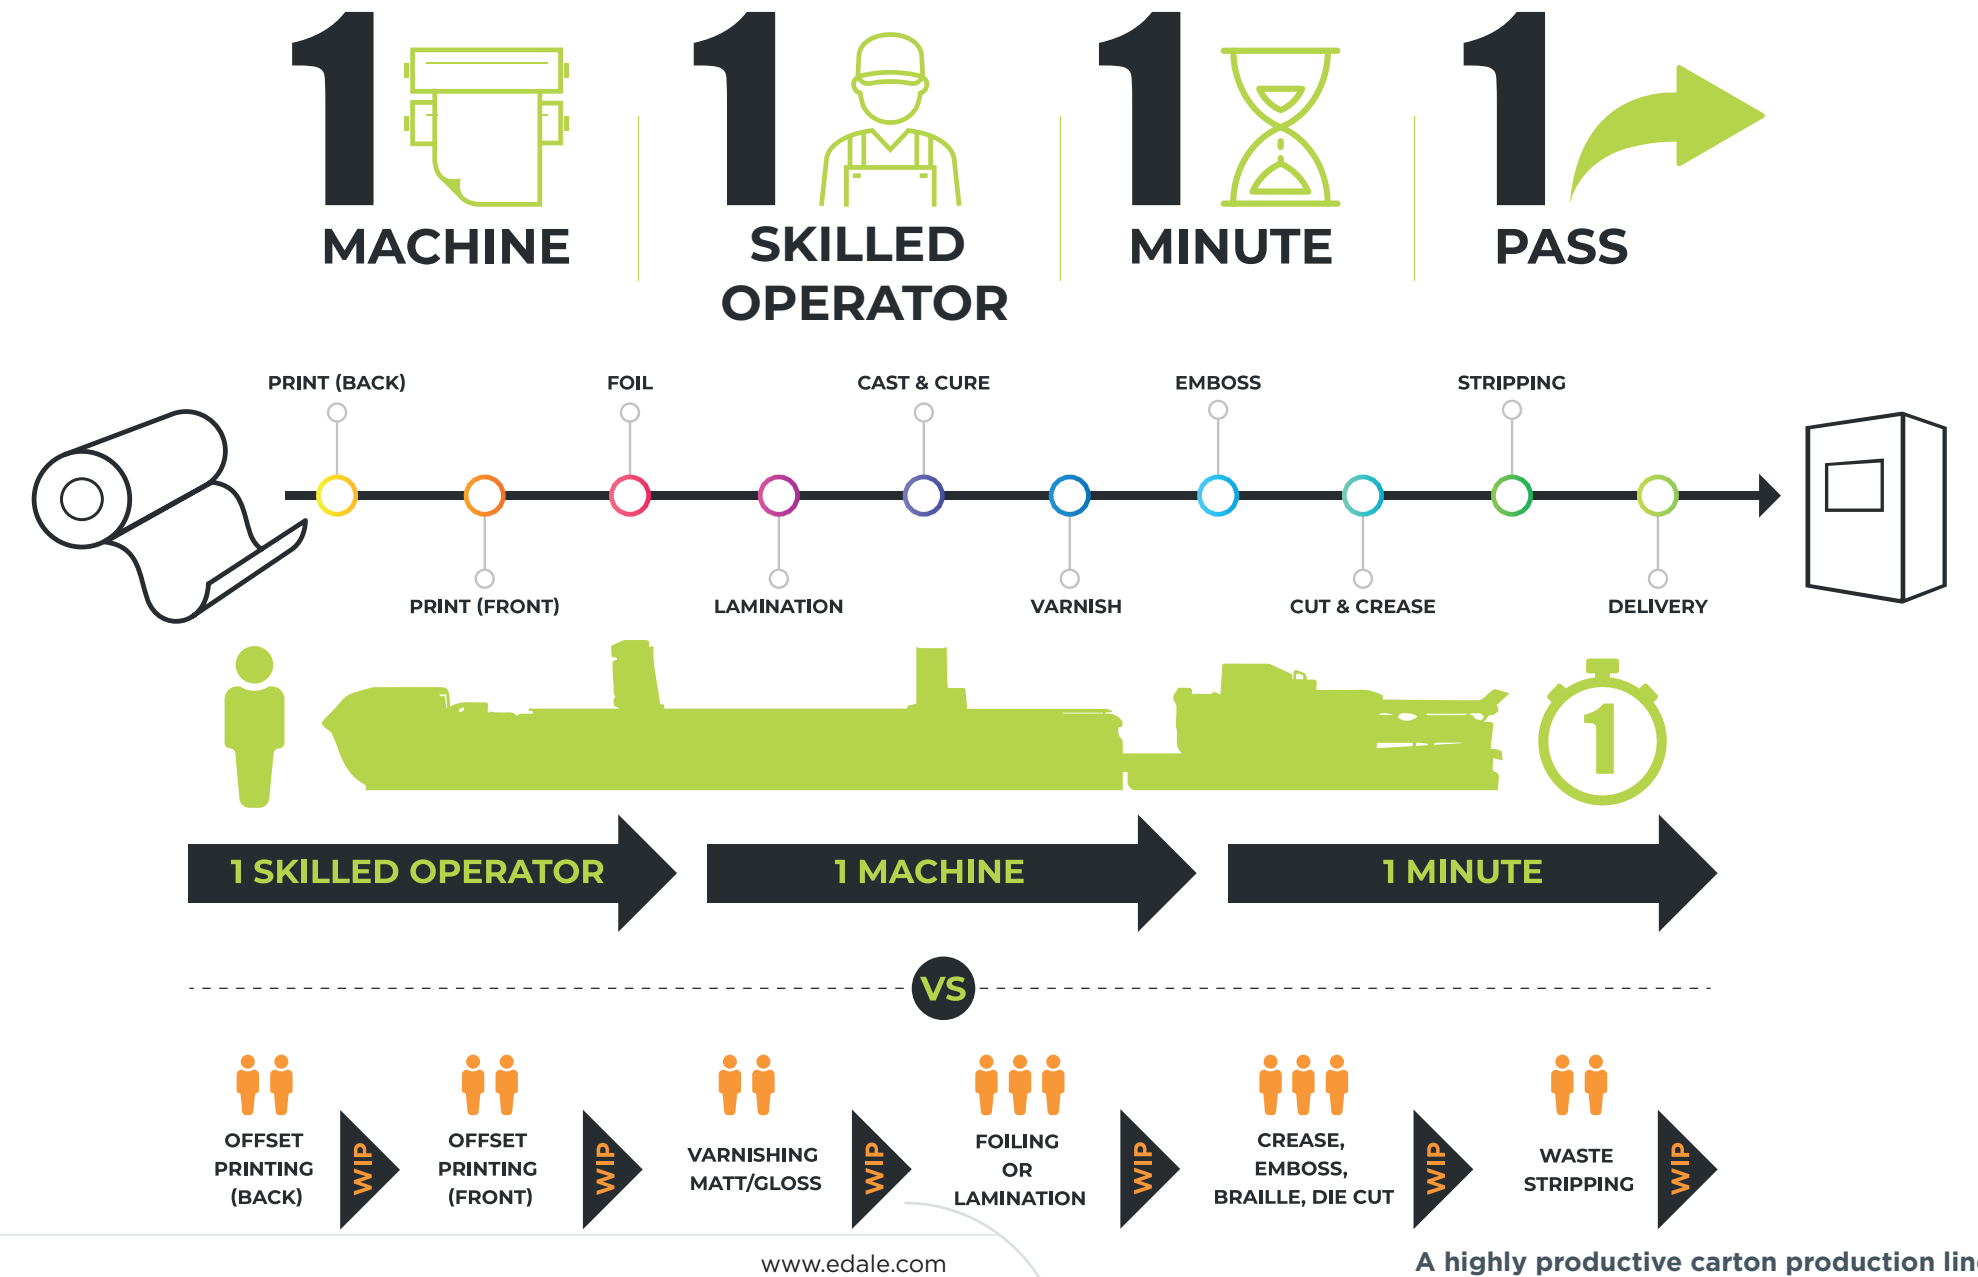 1
1
1
1
MACHINE
SKILLED
OPERATOR
MINUTE
PASS
PRINT (BACK)
FOIL
CAST & CURE
EMBOSS
STRIPPING
PRINT (FRONT)
LAMINATION
VARNISH
CUT & CREASE
DELIVERY
1
1 SKILLED OPERATOR
1 MACHINE
1 MINUTE
VS
OFFSET
PRINTING
(BACK)
WIP
OFFSET
PRINTING
(FRONT)
WIP
VARNISHING
MATT/GLOSS
WIP
FOILING
OR
LAMINATION
WIP
CREASE,
EMBOSS,
BRAILLE, DIE CUT
WIP
WASTE
STRIPPING
WIP
www.edale.com
A highly productive carton production